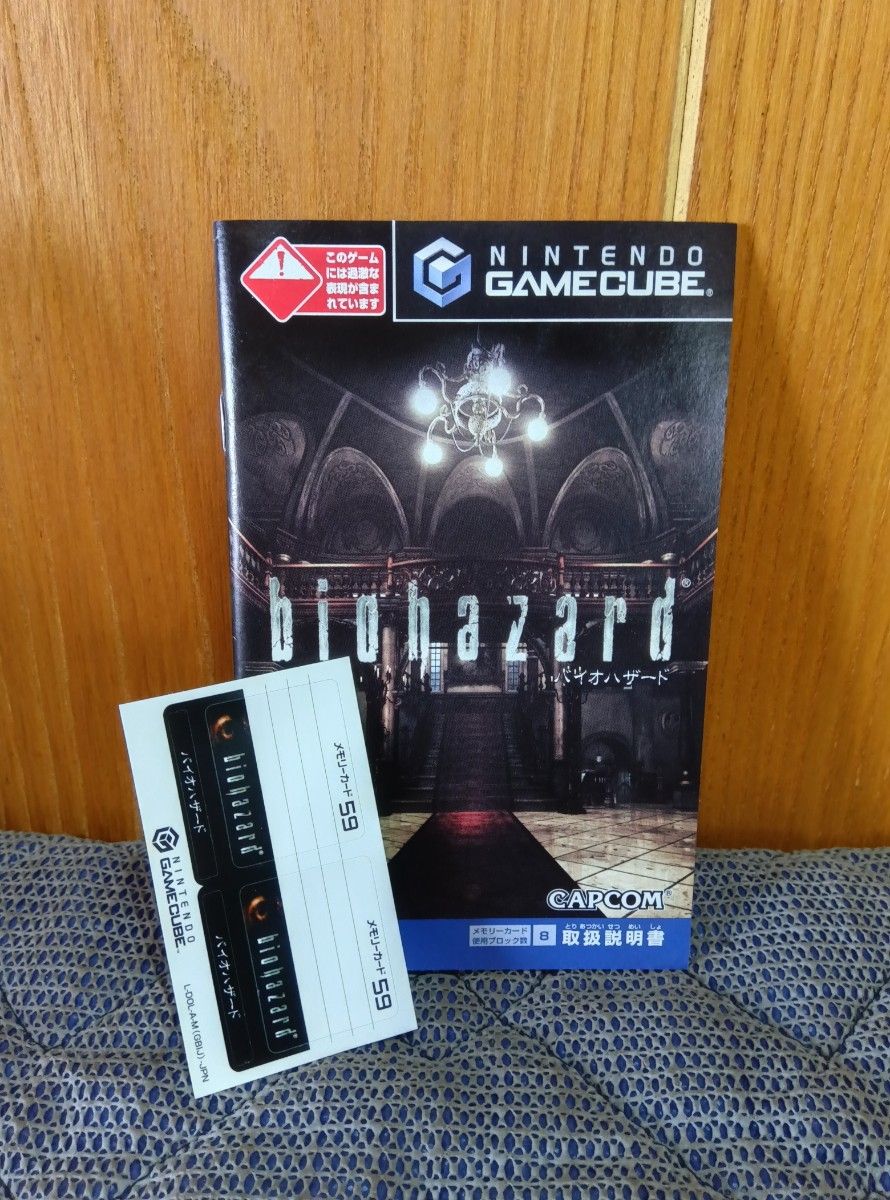 このゲーム
には過激な
表現が含ま
れています
NINTENDO
GAMECUBE®
biohazard®
バイオハザード
CAPCOM®
メモリーカード
使用ブロック数
8
とりあつかいせつめいしょ
取扱説明書
メモリーカード59
biohazard®
バイオハザード
メモリーカード59
biohazard®
バイオハザード
NINTENDO
GAMECUBE™
L-DOL-A-M(GBIJ)-JPN